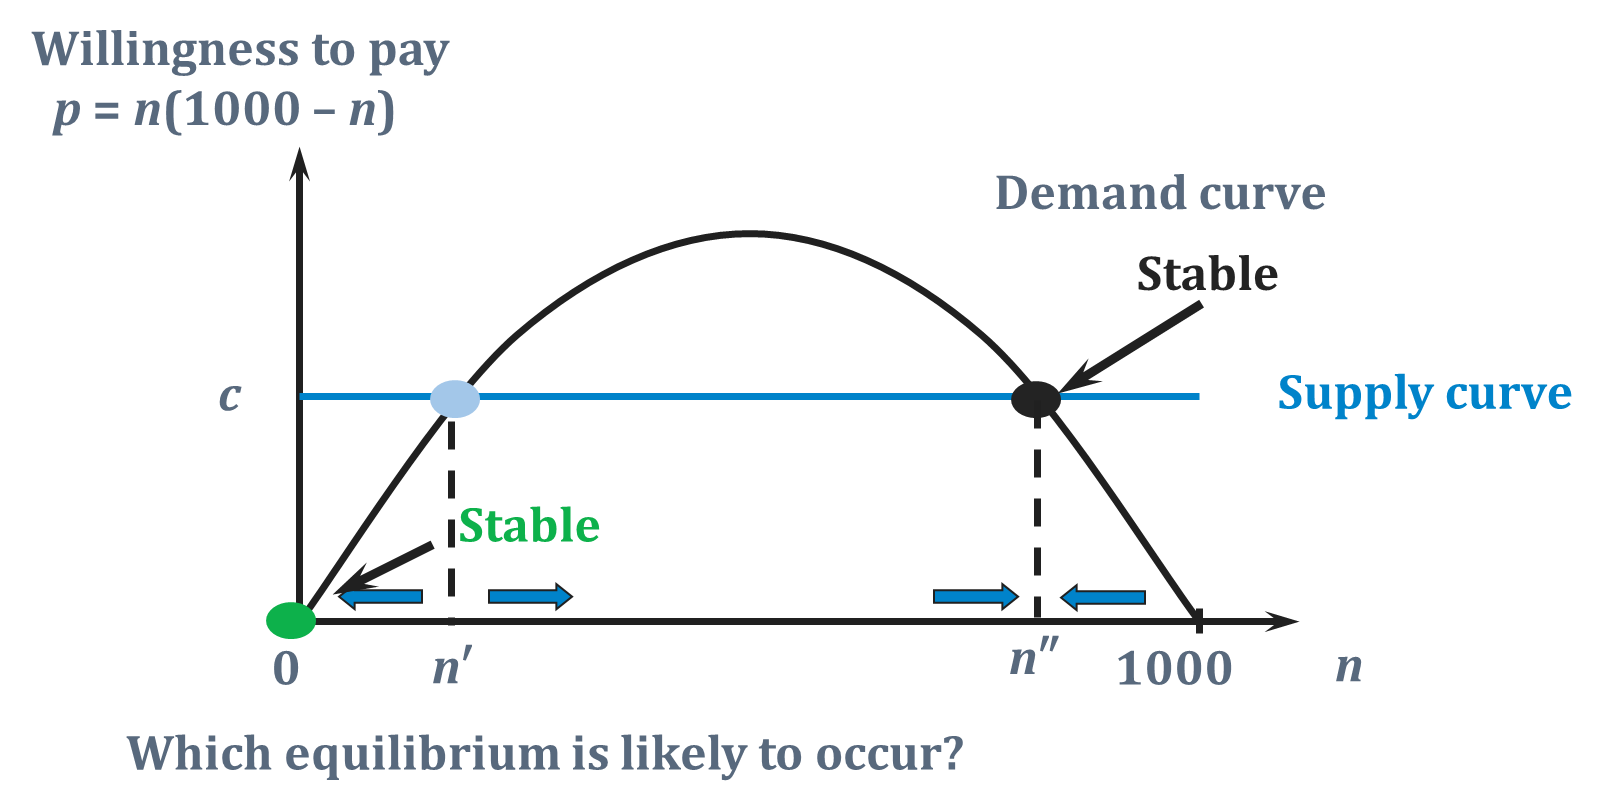 Willingness to pay
p = n(1000 – n)
Demand curve
Stable
c
Supply curve
Stable
0
n′
n″
1000
n
Which equilibrium is likely to occur?